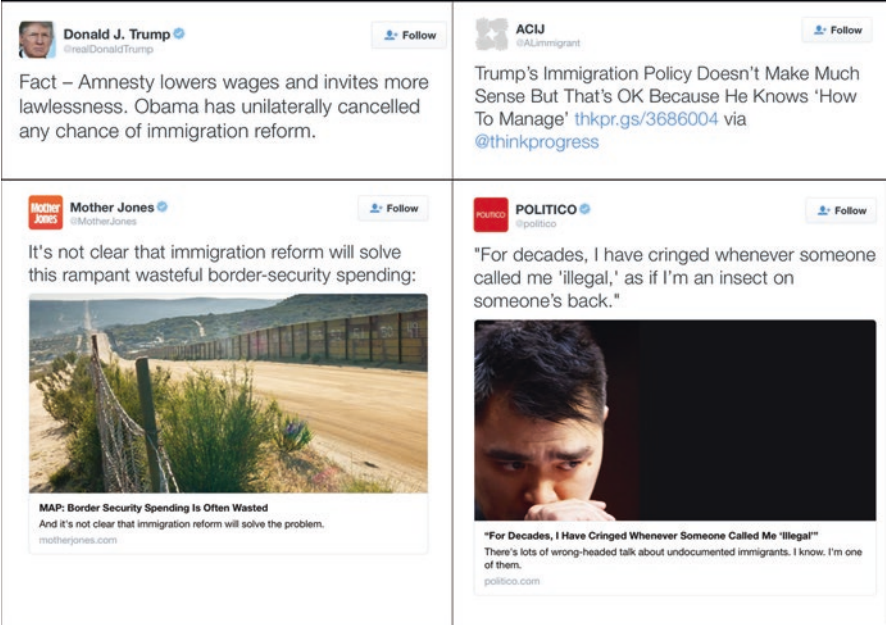 Donald J. Trump
@realDonaldTrump
Follow
Fact – Amnesty lowers wages and invites more
lawlessness. Obama has unilaterally cancelled
any chance of immigration reform.
ACIJ
@ALimmigrant
Follow
Trump's Immigration Policy Doesn't Make Much
Sense But That's OK Because He Knows 'How
To Manage' thkpr.gs/3686004 via
@thinkprogress
Mother Jones
Mother Jones
@MotherJones
Follow
It's not clear that immigration reform will solve
this rampant wasteful border-security spending:
MAP: Border Security Spending Is Often Wasted
And it's not clear that immigration reform will solve the problem.
motherjones.com
POLITICO
POLITICO
@politico
Follow
"For decades, I have cringed whenever someone
called me 'illegal,' as if I'm an insect on
someone's back."
"For Decades, I Have Cringed Whenever Someone Called Me 'Illegal'"
There's lots of wrong-headed talk about undocumented immigrants. I know. I'm one
of them.
politico.com